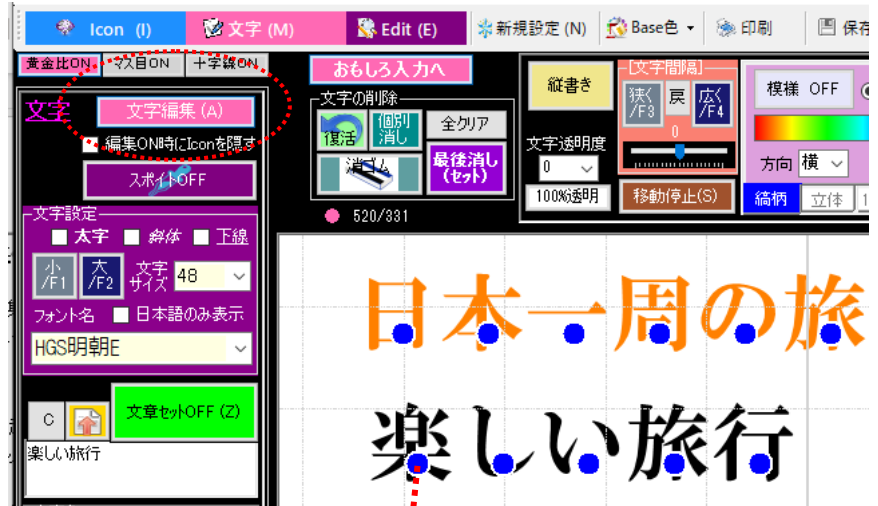 Icon (I) 文字 (M) Edit (E) 新規設定 (N) Base色 印刷 保存
黄金比ON マス目ON 十字線ON
文字 文字編集 (A)
編集ON時にIconを隠す
スポイトOFF
文字設定
太字 斜体 下線
小/F1 大/F2 文字サイズ 48
フォント名 日本語のみ表示
HGS明朝E
C 文章セットOFF (Z)
楽しい旅行
おもしろ入力へ
文字の削除
復活 個別消し 全クリア
消ゴム 最後消し(セット)
520/331
縦書き
[文字間隔]
狭く/F3 戻 広く/F4
0
文字透明度
0
100%透明 移動停止(S)
模様 OFF
方向 横
縞柄 立体 1
日本一周の旅
楽しい旅行